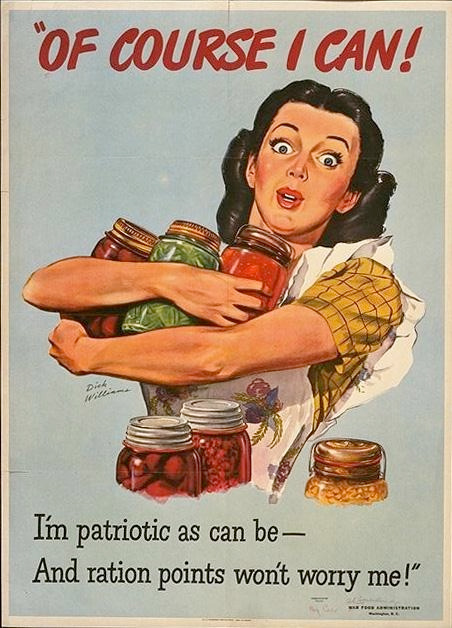 "OF COURSE I CAN!
Dick
Williams
I'm patriotic as can be—
And ration points won't worry me!"
WAR FOOD ADMINISTRATION
Washington, D. C.